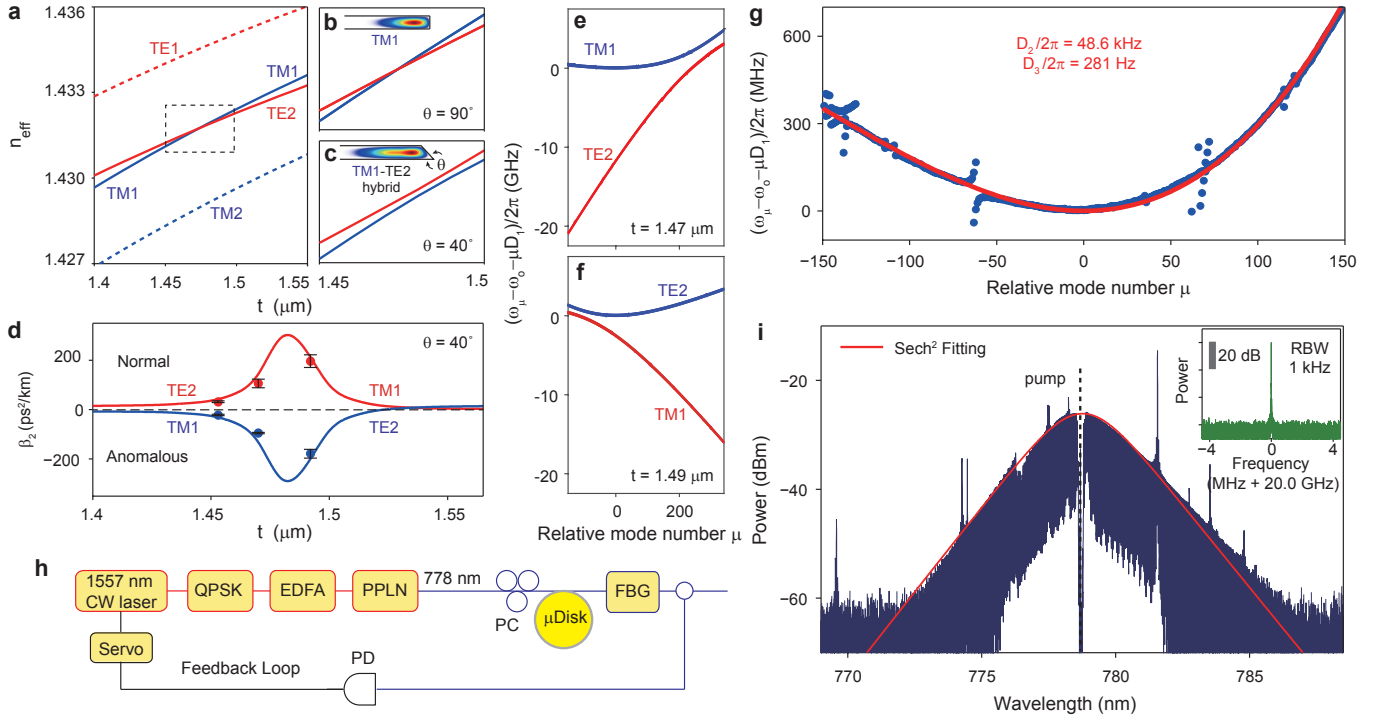 a
1.436
1.433
1.430
1.427
n_eff
TE1
TM1
TE2
TM1
TM2
1.4
1.45
1.5
1.55
t (μm)
b
TM1
θ = 90°
c
θ
TM1-TE2
hybrid
θ = 40°
1.45
1.5
d
200
0
−200
β₂ (ps²/km)
Normal
Anomalous
TE2
TM1
TM1
TE2
θ = 40°
1.4
1.45
1.5
1.55
t (μm)
e
0
-10
-20
TM1
TE2
t = 1.47 μm
(ω_μ−ω_o−μD₁)/2π (GHz)
f
0
-10
-20
TE2
TM1
t = 1.49 μm
0
200
Relative mode number μ
g
600
300
0
(ω_μ−ω_o−μD₁)/2π (MHz)
D₂/2π = 48.6 kHz
D₃/2π = 281 Hz
-150
-100
-50
0
50
100
150
Relative mode number μ
h
1557 nm
CW laser
QPSK
EDFA
PPLN
778 nm
PC
μDisk
FBG
Servo
Feedback Loop
PD
i
Sech² Fitting
pump
−20
−40
−60
Power (dBm)
770
775
780
785
Wavelength (nm)
20 dB
RBW
1 kHz
Power
−4
0
4
Frequency
(MHz + 20.0 GHz)